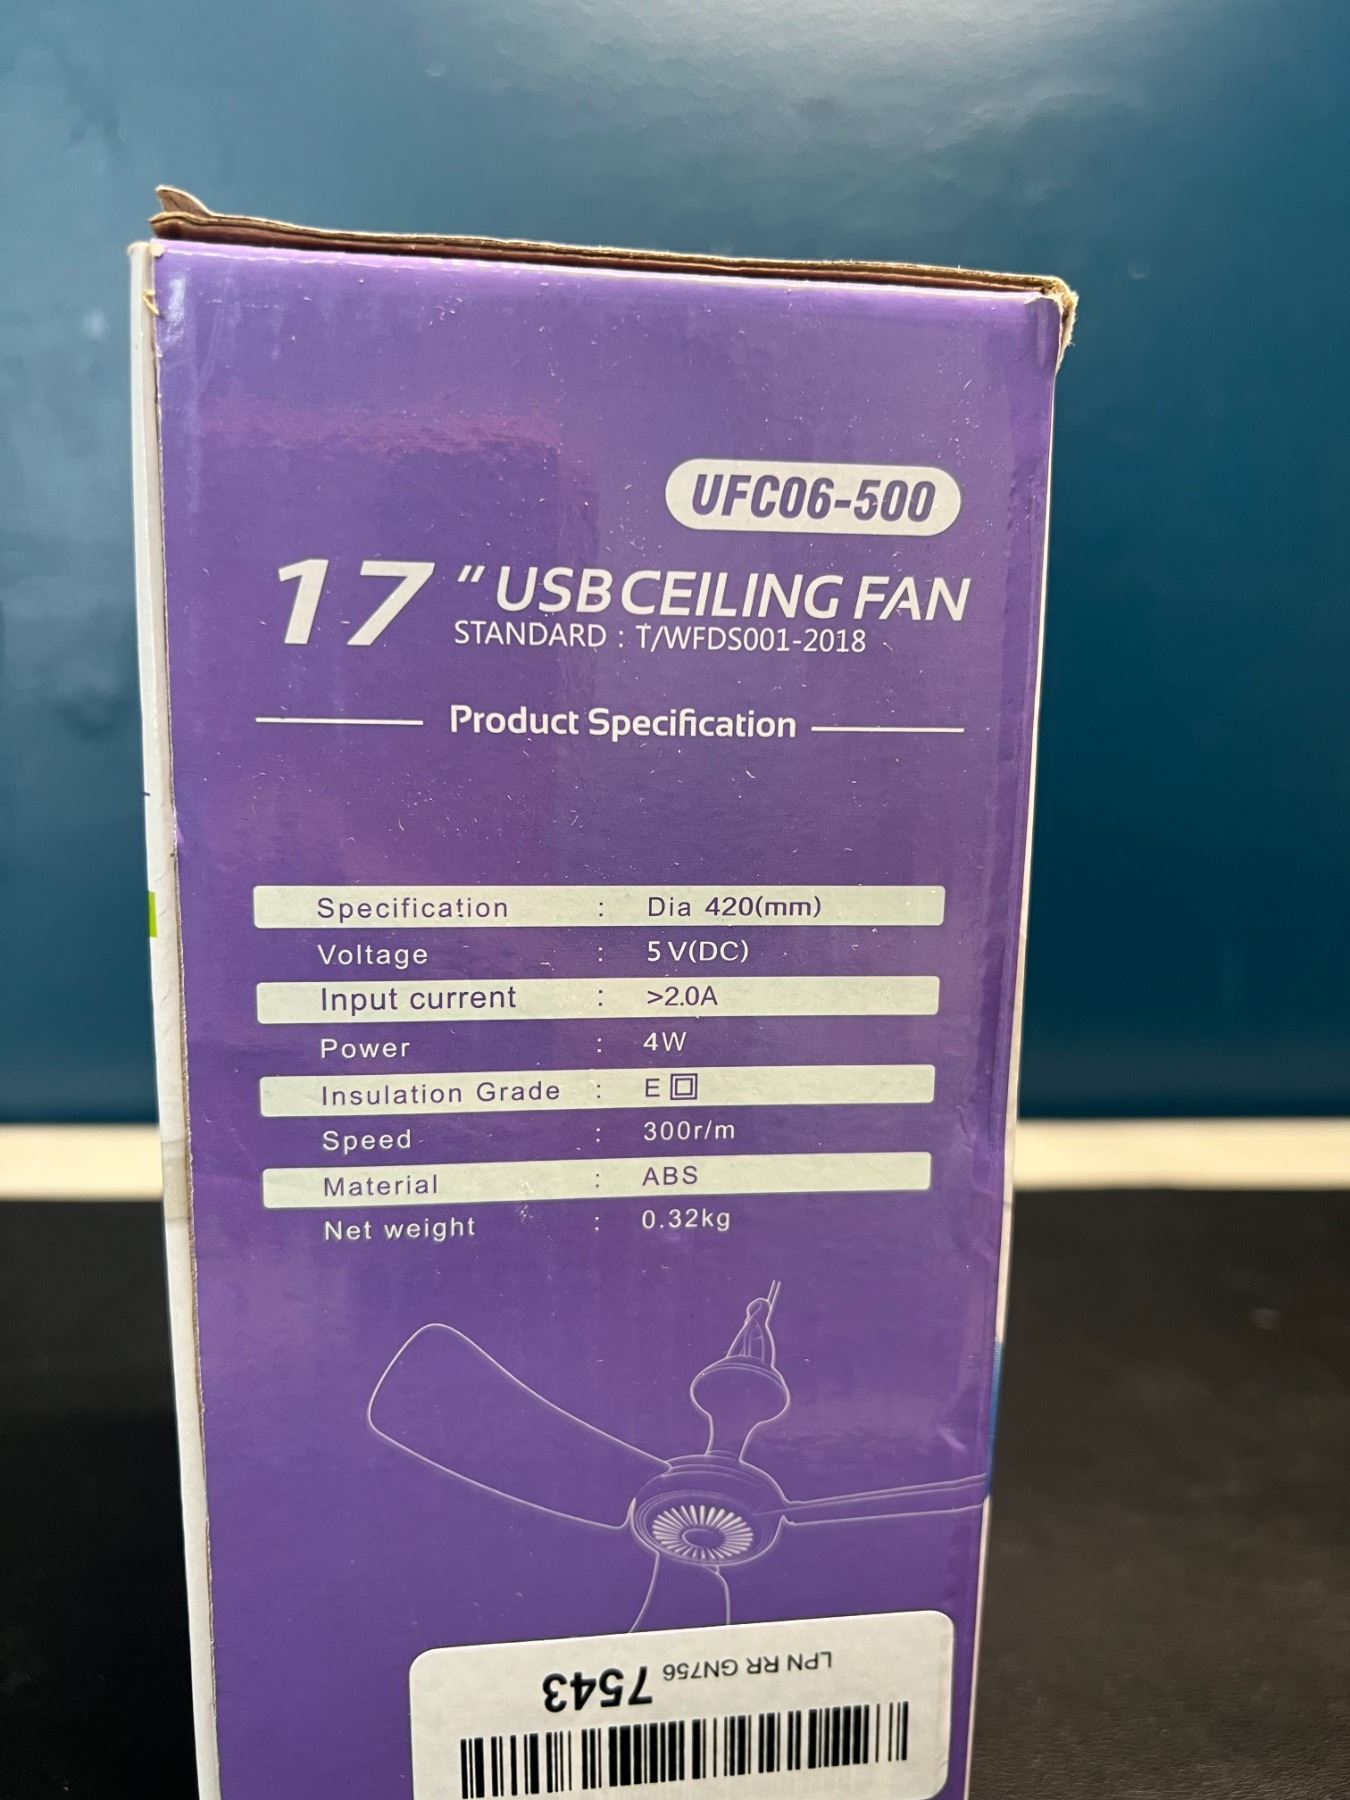 UFC06-500
17" USB CEILING FAN
STANDARD : T/WFDS001-2018
Product Specification
Specification : Dia 420(mm)
Voltage : 5V(DC)
Input current : >2.0A
Power : 4W
Insulation Grade : E
Speed : 300r/m
Material : ABS
Net weight : 0.32kg
LPN RR GN756 7543